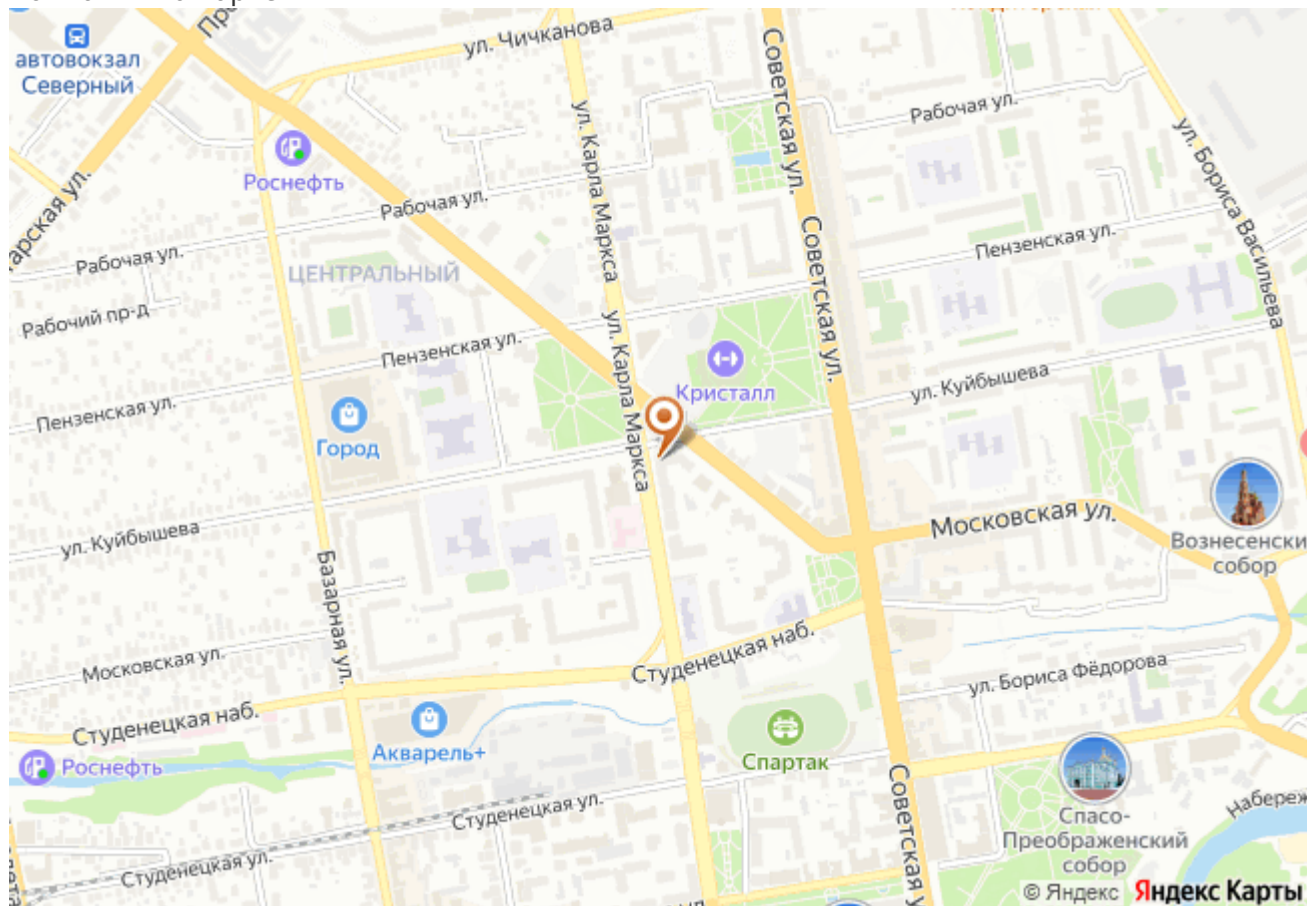 автовокзал
Северный
ул. Чичканова
Советская ул.
Рабочая ул.
ул. Бориса Васильева
Роснефть
ул. Карла Маркса
Рабочая ул.
Рабочая ул.
Советская ул.
Пензенская ул.
ЦЕНТРАЛЬНЫЙ
Рабочий пр-д
ул. Карла Маркса
Пензенская ул.
Кристалл
ул. Куйбышева
Пензенская ул.
Город
Московская ул.
ул. Куйбышева
Вознесенски
собор
Базарная ул.
Студенецкая наб.
Московская ул.
ул. Бориса Фёдорова
Студенецкая наб.
Акварель+
Спартак
Роснефть
Советская у
Студенецкая ул.
Набереж
Спасо-
Преображенский
собор
Студенецкая ул.
© Яндекс Яндекс Карты